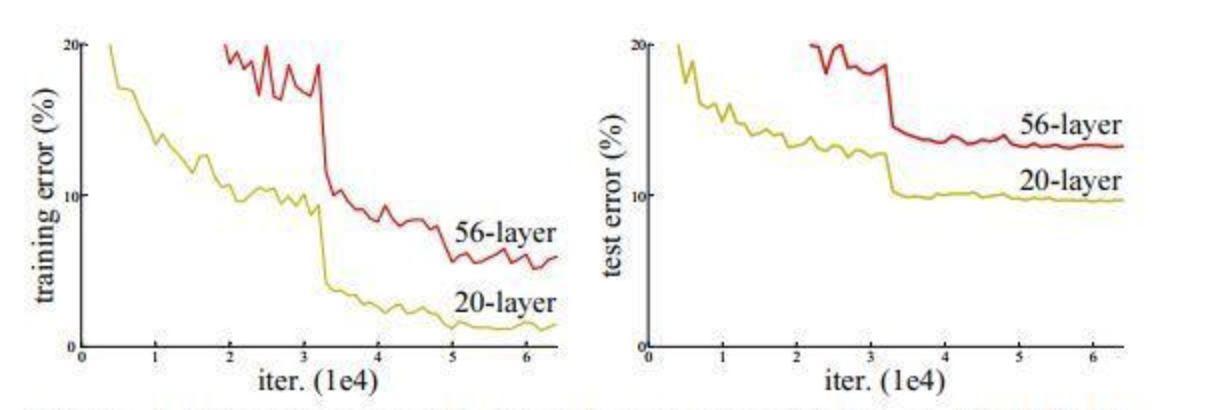 20
10
0
training error (%)
56-layer
20-layer
0 1 2 3 4 5 6
iter. (1e4)
20
10
0
test error (%)
56-layer
20-layer
0 1 2 3 4 5 6
iter. (1e4)